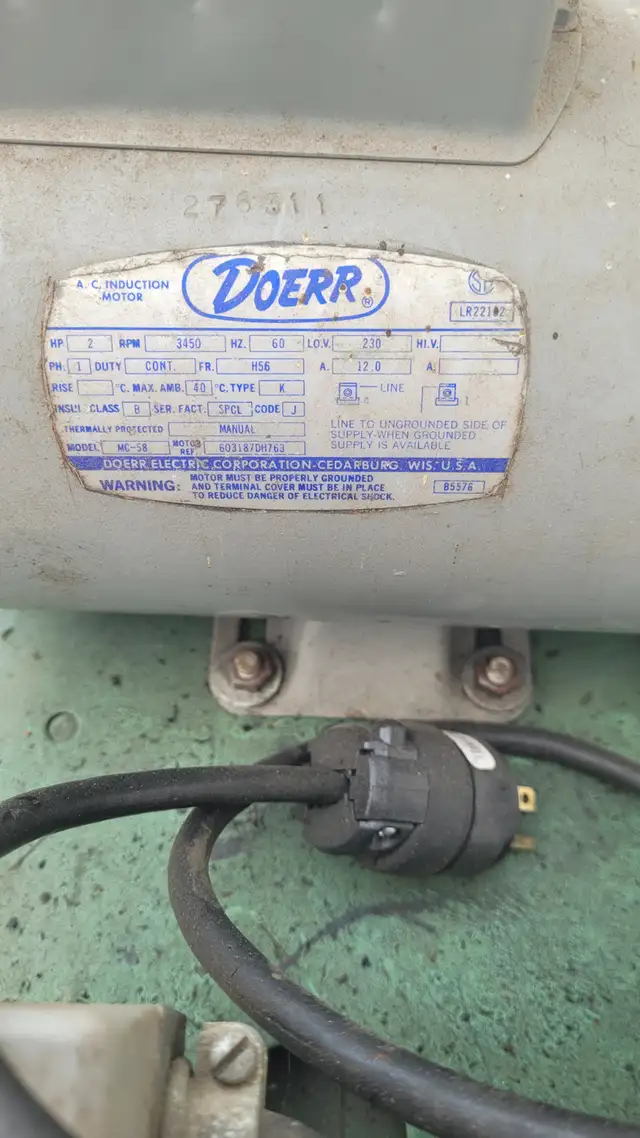 276311
A.C. INDUCTION
MOTOR
DOERR®
LR22102
HP 2 RPM 3450 HZ. 60 LO.V. 230 HI.V.
PH. 1 DUTY CONT. FR. H56 A. 12.0 A.
RISE °C. MAX. AMB. 40 °C. TYPE K
LINE
INSUL CLASS B SER. FACT. SPCL CODE J
THERMALLY PROTECTED MANUAL
LINE TO UNGROUNDED SIDE OF
SUPPLY-WHEN GROUNDED
SUPPLY IS AVAILABLE
MODEL MC-58 MOTOR REF. 603187DH763
DOERR ELECTRIC CORPORATION-CEDARBURG, WIS. U.S.A.
WARNING: MOTOR MUST BE PROPERLY GROUNDED
AND TERMINAL COVER MUST BE IN PLACE
TO REDUCE DANGER OF ELECTRICAL SHOCK.
B5576